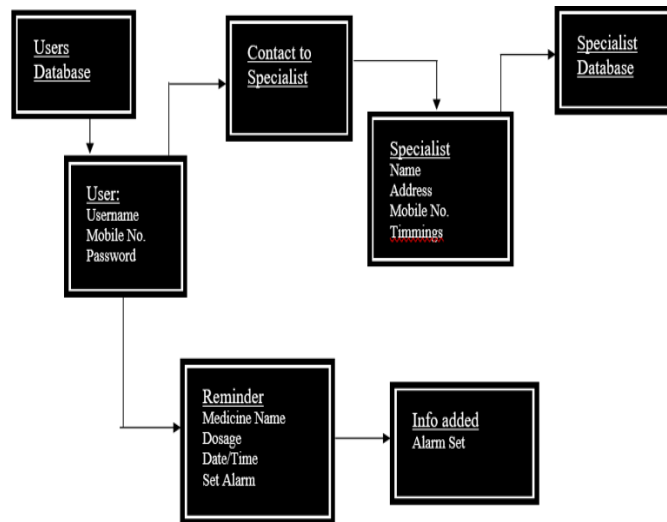 Users
Database
Contact to
Specialist
Specialist
Database
User:
Username
Mobile No.
Password
Specialist
Name
Address
Mobile No.
Timmings
Reminder
Medicine Name
Dosage
Date/Time
Set Alarm
Info added
Alarm Set